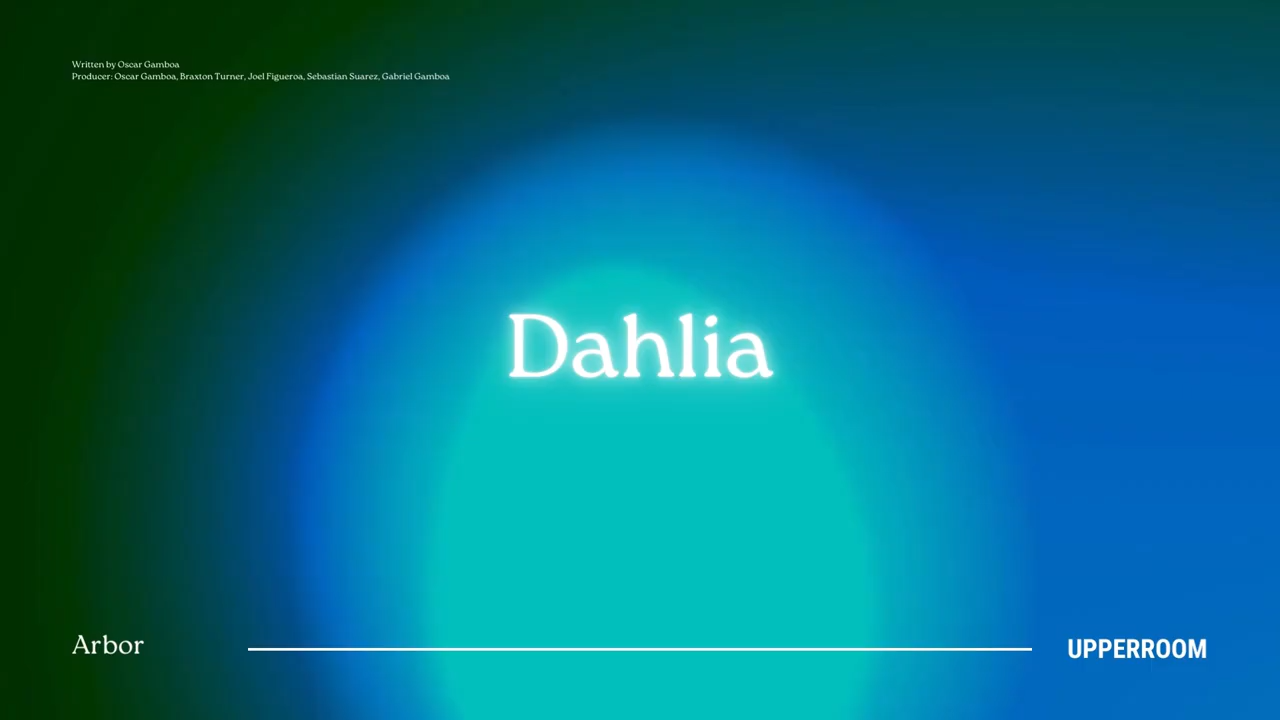 Written by Oscar Gamboa
Producer: Oscar Gamboa, Braxton Turner, Joel Figueroa, Sebastian Suarez, Gabriel Gamboa
Dahlia
Arbor
UPPERROOM